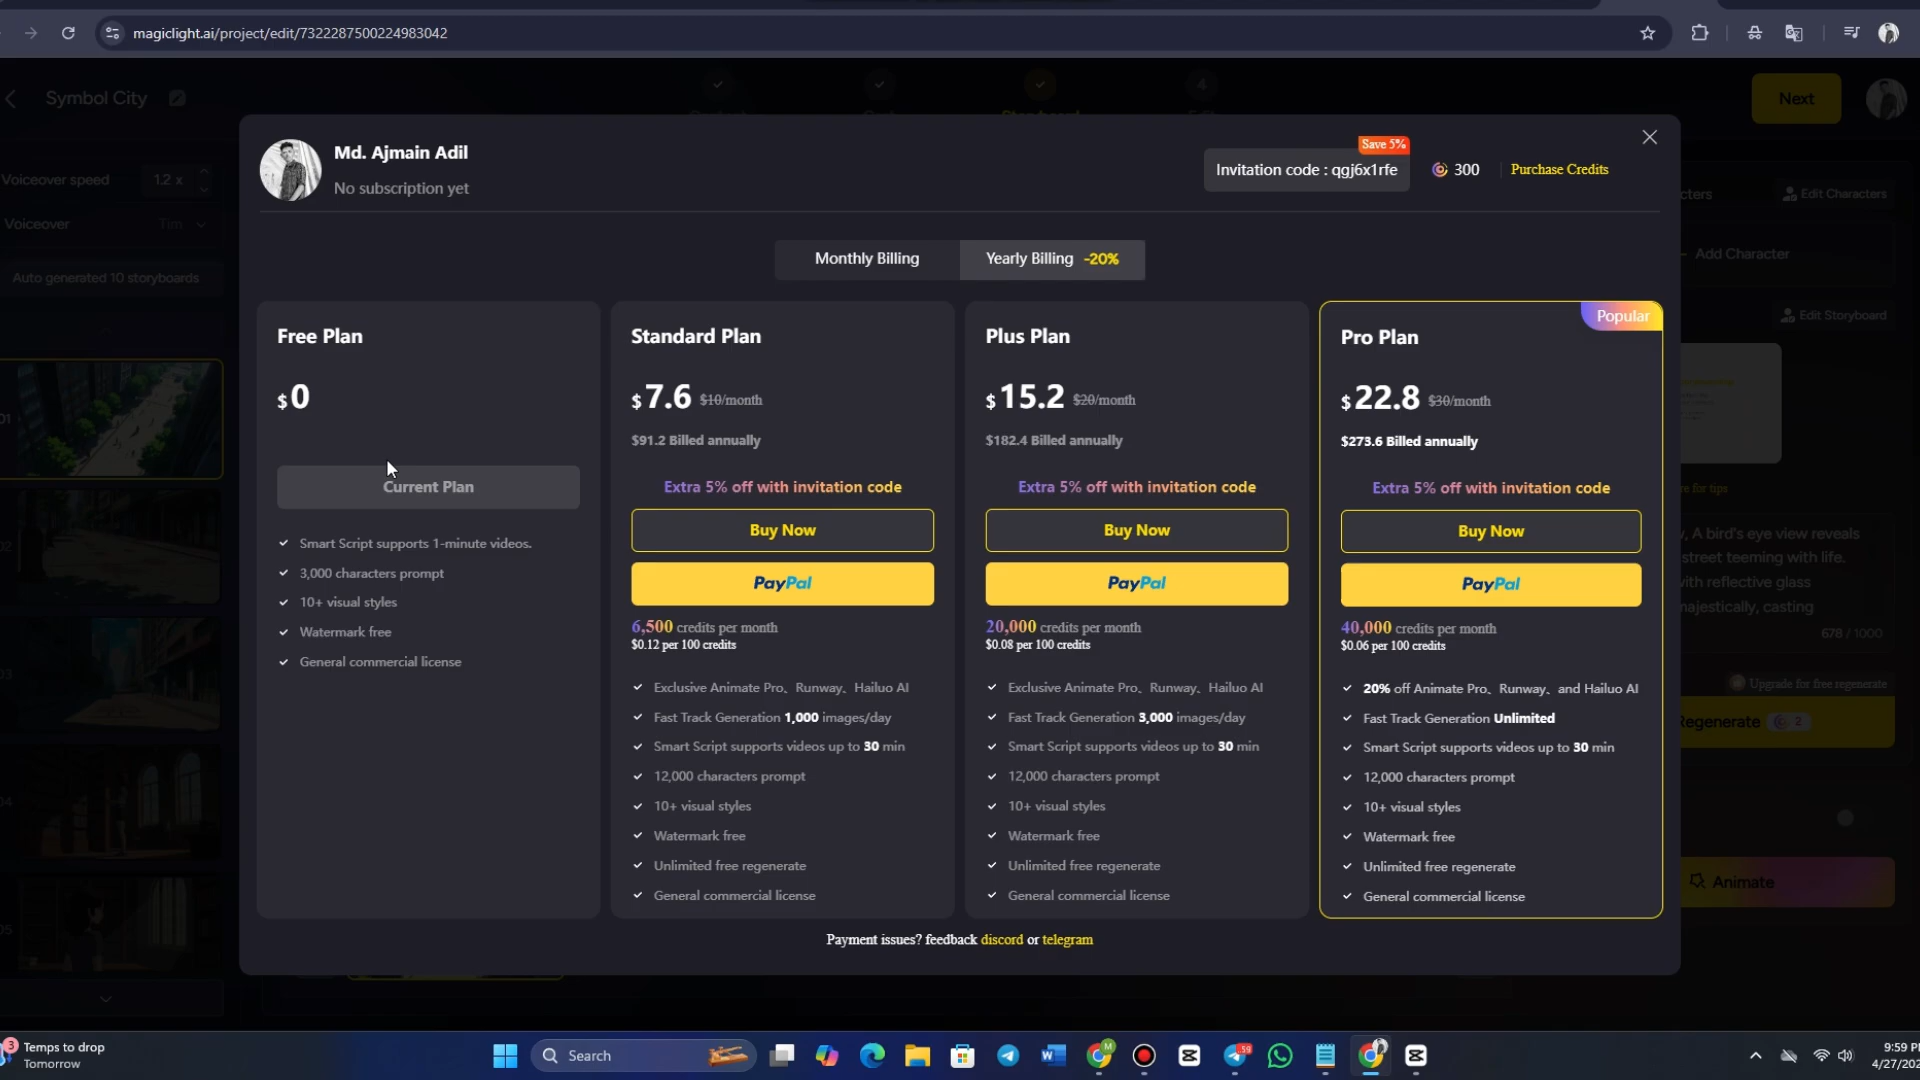 magiclight.ai/project/edit/7322287500224983042
Symbol City
4
Next
Md. Ajmain Adil
No subscription yet
Save 5%
Invitation code : qgj6x1rfe
300
Purchase Credits
Voiceover speed
1.2 x
Voiceover
Tim
Auto generated 10 storyboards
Edit Characters
Add Character
Edit Storyboard
Monthly Billing
Yearly Billing -20%
Free Plan
$0
Current Plan
Smart Script supports 1-minute videos.
3,000 characters prompt
10+ visual styles
Watermark free
General commercial license
Standard Plan
$7.6 $10/month
$91.2 Billed annually
Extra 5% off with invitation code
Buy Now
PayPal
6,500 credits per month
$0.12 per 100 credits
Exclusive Animate Pro、Runway、Hailuo AI
Fast Track Generation 1,000 images/day
Smart Script supports videos up to 30 min
12,000 characters prompt
10+ visual styles
Watermark free
Unlimited free regenerate
General commercial license
Plus Plan
$15.2 $20/month
$182.4 Billed annually
Extra 5% off with invitation code
Buy Now
PayPal
20,000 credits per month
$0.08 per 100 credits
Exclusive Animate Pro、Runway、Hailuo AI
Fast Track Generation 3,000 images/day
Smart Script supports videos up to 30 min
12,000 characters prompt
10+ visual styles
Watermark free
Unlimited free regenerate
General commercial license
Popular
Pro Plan
$22.8 $30/month
$273.6 Billed annually
Extra 5% off with invitation code
Buy Now
PayPal
40,000 credits per month
$0.06 per 100 credits
20% off Animate Pro、Runway、and Hailuo AI
Fast Track Generation Unlimited
Smart Script supports videos up to 30 min
12,000 characters prompt
10+ visual styles
Watermark free
Unlimited free regenerate
General commercial license
Payment issues? feedback discord or telegram
for tips
A bird's eye view reveals
street teeming with life.
with reflective glass
majestically, casting
678 / 1000
Upgrade for free regenerate
Regenerate 2
Animate
3
Temps to drop
Tomorrow
Search
59
9:59
4/27/202